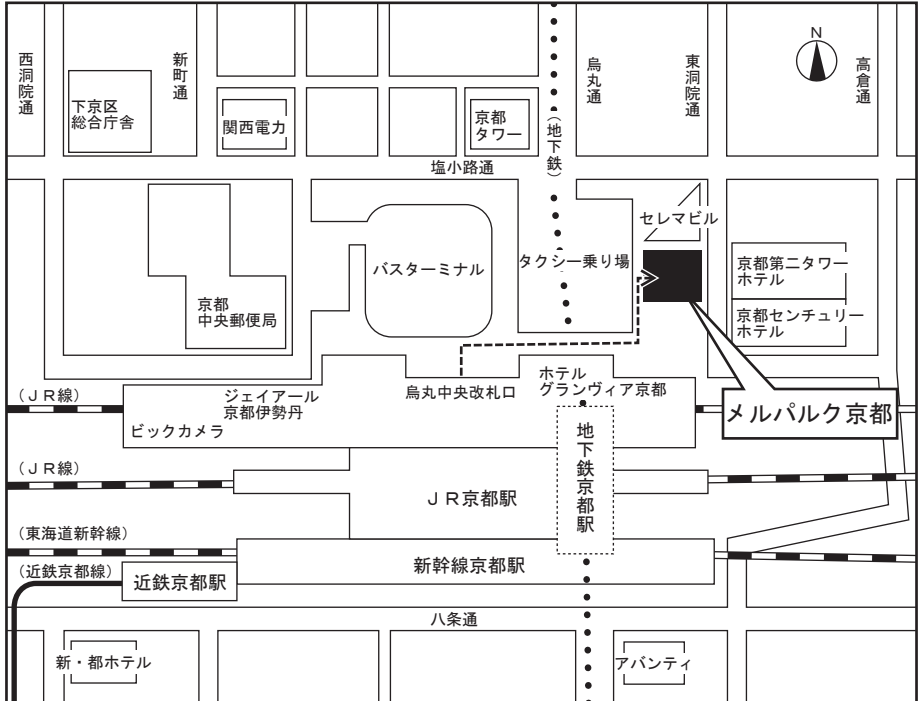 西洞院通
新町通
烏丸通
東洞院通
N
高倉通
下京区
総合庁舎
関西電力
京都
タワー
(地下鉄)
塩小路通
セレマビル
バスターミナル
タクシー乗り場
京都第二タワー
ホテル
京都
中央郵便局
京都センチュリー
ホテル
(JR線)
ジェイアール
京都伊勢丹
烏丸中央改札口
ホテル
グランヴィア京都
メルパルク京都
ビックカメラ
地下鉄京都駅
(JR線)
JR京都駅
(東海道新幹線)
新幹線京都駅
(近鉄京都線)
近鉄京都駅
八条通
新・都ホテル
アバンティ